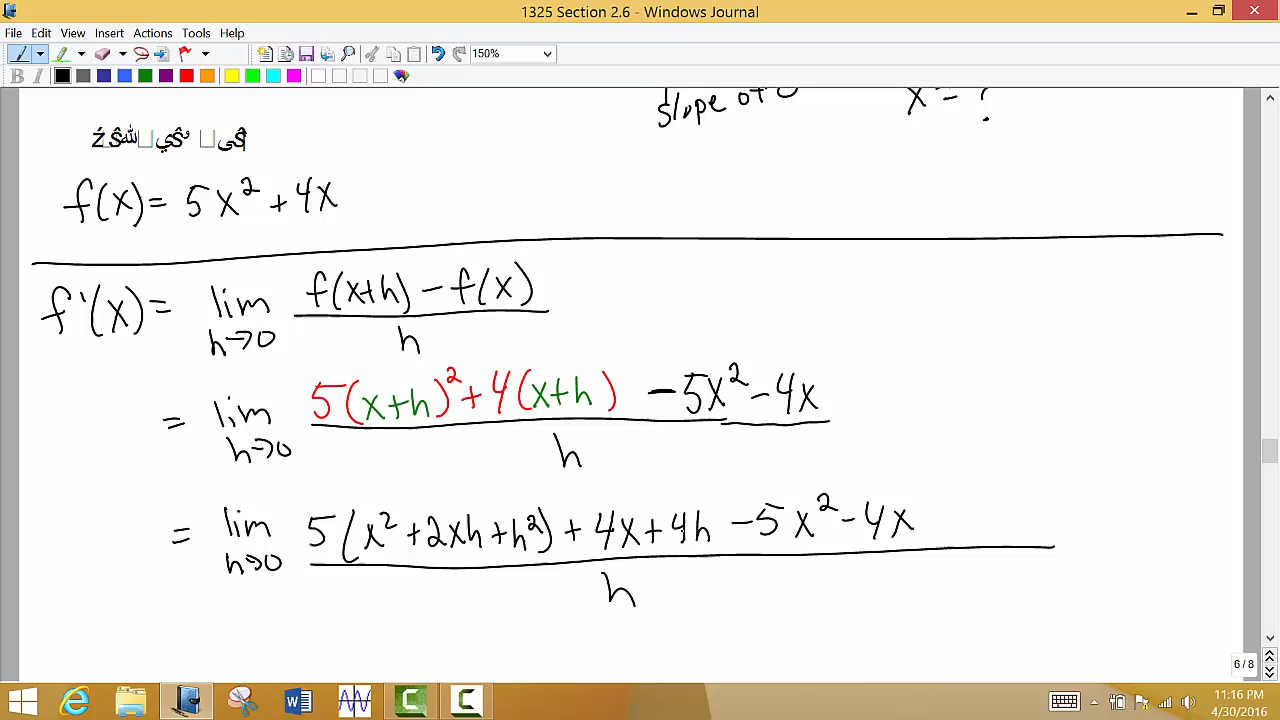 1325 Section 2.6 - Windows Journal
File Edit View Insert Actions Tools Help
150%
B I
slope of
x = ?
f(x) = 5x² + 4x
f'(x) = lim h→0 f(x+h) - f(x) / h
= lim h→0 5(x+h)² + 4(x+h) - 5x² - 4x / h
= lim h→0 5(x² + 2xh + h²) + 4x + 4h - 5x² - 4x / h
6 / 8
11:16 PM
4/30/2016